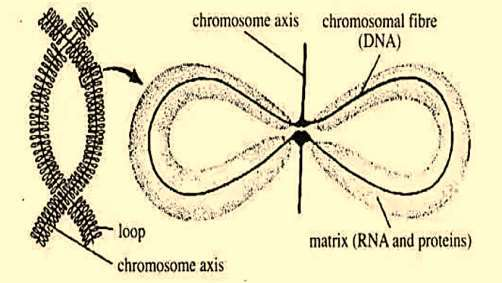 chromosome axis
chromosomal fibre
(DNA)
loop
chromosome axis
matrix (RNA and proteins)